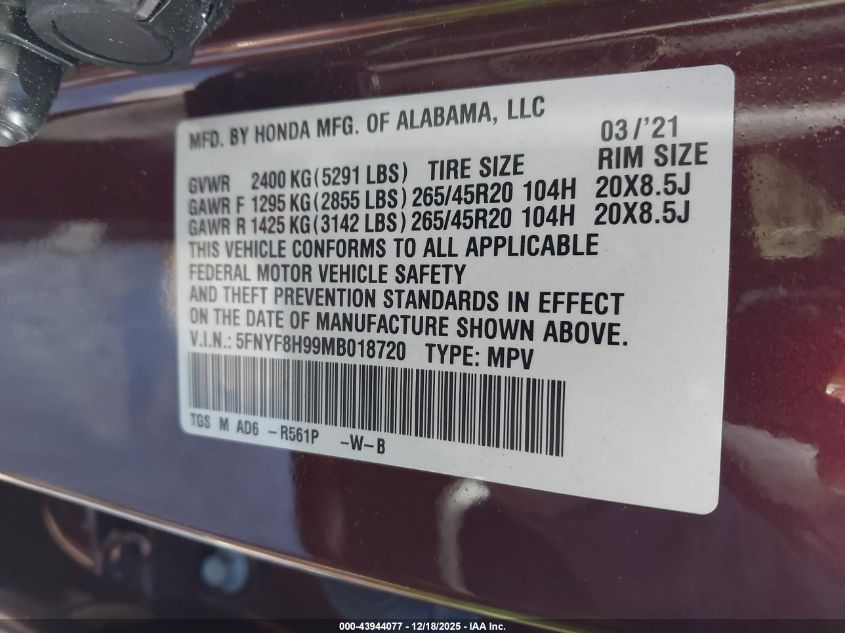 MFD. BY HONDA MFG. OF ALABAMA, LLC 03/'21
GVWR 2400 KG(5291 LBS) TIRE SIZE RIM SIZE
GAWR F 1295 KG(2855 LBS) 265/45R20 104H 20X8.5J
GAWR R 1425 KG(3142 LBS) 265/45R20 104H 20X8.5J
THIS VEHICLE CONFORMS TO ALL APPLICABLE
FEDERAL MOTOR VEHICLE SAFETY
AND THEFT PREVENTION STANDARDS IN EFFECT
ON THE DATE OF MANUFACTURE SHOWN ABOVE.
V.I.N.: 5FNYF8H99MB018720 TYPE: MPV
TGS M AD6 -R561P -W-B
000-43944077 - 12/18/2025 - IAA Inc.